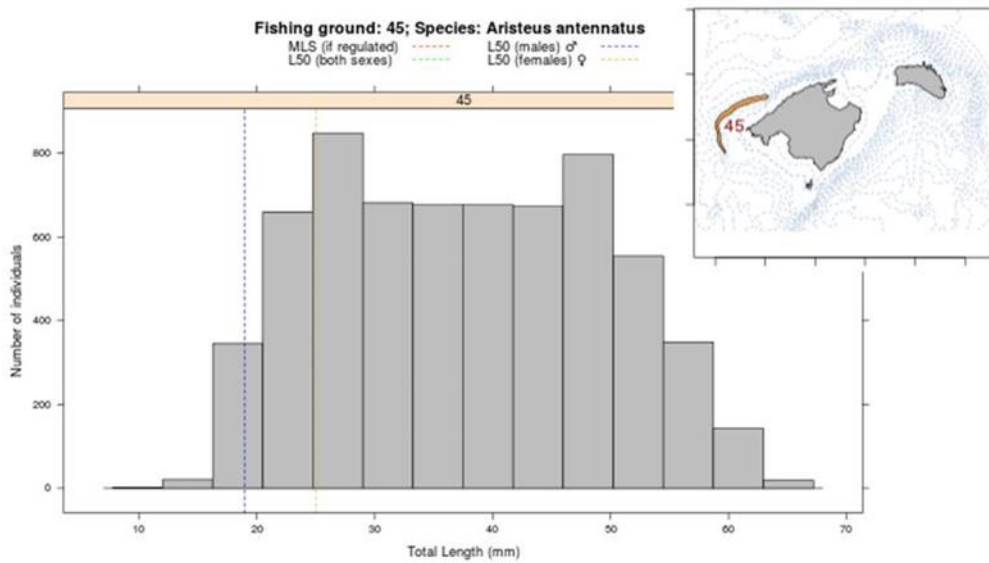 Fishing ground: 45; Species: Aristeus antennatus
MLS (if regulated)
L50 (males) ♂
L50 (both sexes)
L50 (females) ♀
45
45
800
600
400
200
0
Number of individuals
10 20 30 40 50 60 70
Total Length (mm)